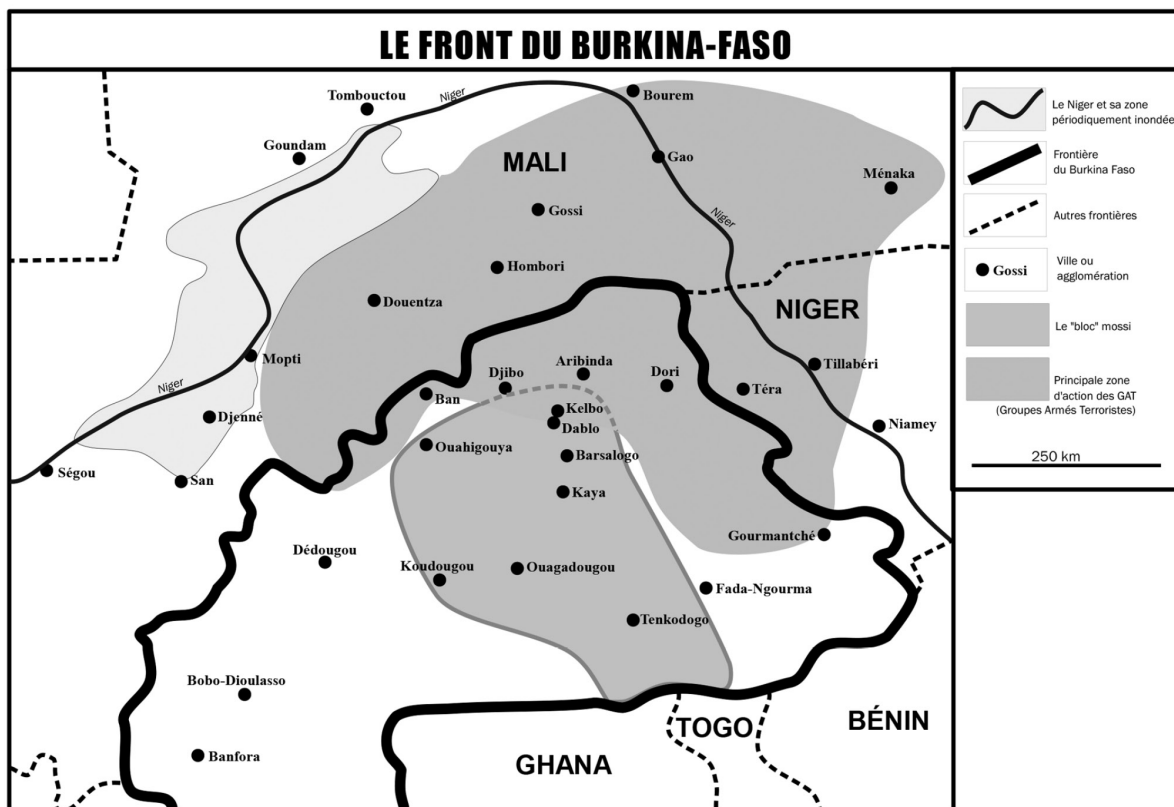 LE FRONT DU BURKINA-FASO
Tombouctou
Niger
Bourem
Goundam
Gao
MALI
Ménaka
Gossi
Niger
Hombori
Douentza
NIGER
Mopti
Aribinda
Tillabéri
Djibo
Dori
Téra
Niger
Ban
Kelbo
Djenné
Dablo
Niamey
Ouahigouya
Barsalogo
Ségou
San
Kaya
Gourmantché
Dédougou
Koudougou
Ouagadougou
Fada-Ngourma
Tenkodogo
Bobo-Dioulasso
TOGO
BÉNIN
Banfora
GHANA
Le Niger et sa zone
périodiquement inondée
Frontière
du Burkina Faso
Autres frontières
Gossi
Ville ou
agglomération
Le "bloc" mossi
Principale zone
d'action des GAT
(Groupes Armés Terroristes)
250 km